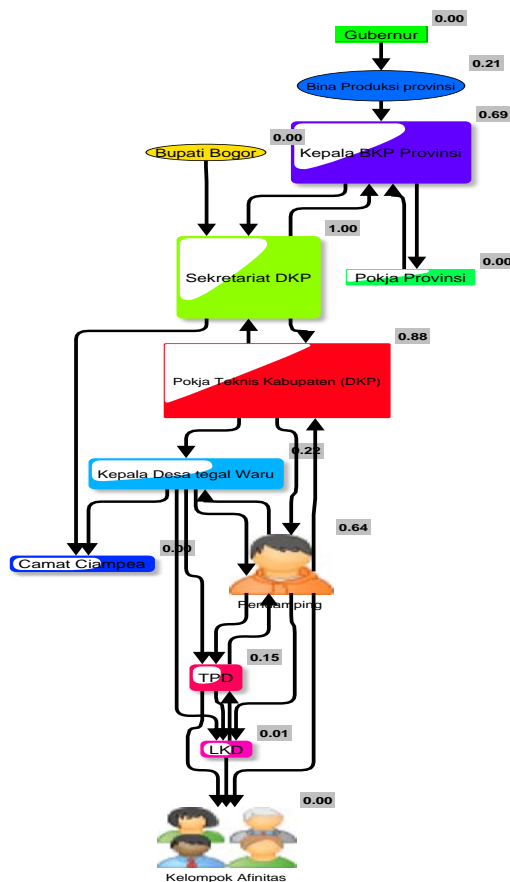 0.00
Gubernur
0.21
Bina Produksi provinsi
0.69
0.00
Bupati Bogor
Kepala BKP Provinsi
1.00
0.00
Sekretariat DKP
Pokja Provinsi
0.88
Pokja Teknis Kabupaten (DKP)
0.22
Kepala Desa tegal Waru
0.64
0.00
Camat Ciampea
Pendamping
0.15
TPD
0.01
LKD
0.00
Kelompok Afinitas